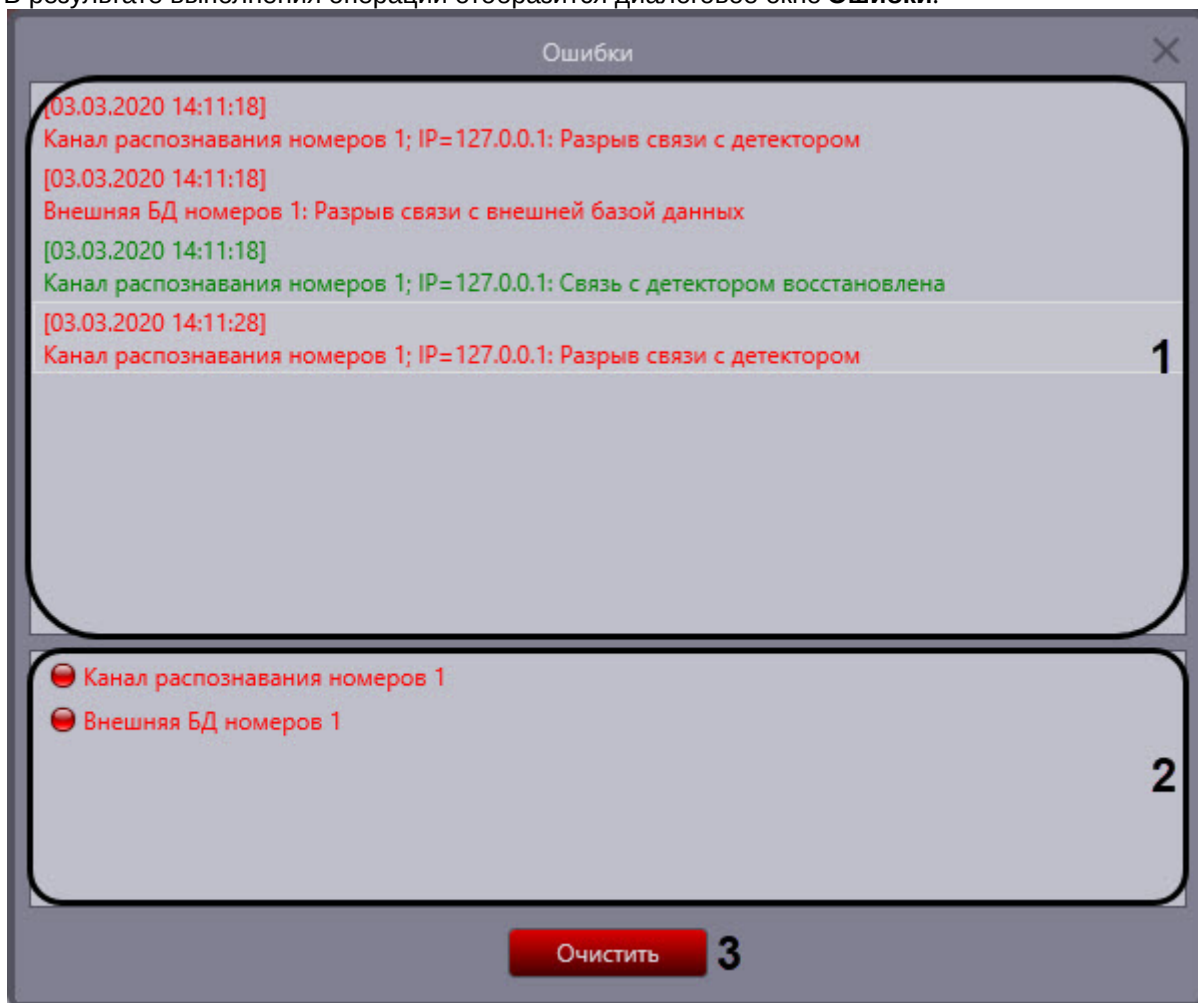 В результате выполнения операции отобразится диалоговое окно Ошибки.
Ошибки
[03.03.2020 14:11:18]
Канал распознавания номеров 1; IP=127.0.0.1: Разрыв связи с детектором
[03.03.2020 14:11:18]
Внешняя БД номеров 1: Разрыв связи с внешней базой данных
[03.03.2020 14:11:18]
Канал распознавания номеров 1; IP=127.0.0.1: Связь с детектором восстановлена
[03.03.2020 14:11:28]
Канал распознавания номеров 1; IP=127.0.0.1: Разрыв связи с детектором
1
Канал распознавания номеров 1
Внешняя БД номеров 1
2
Очистить 3